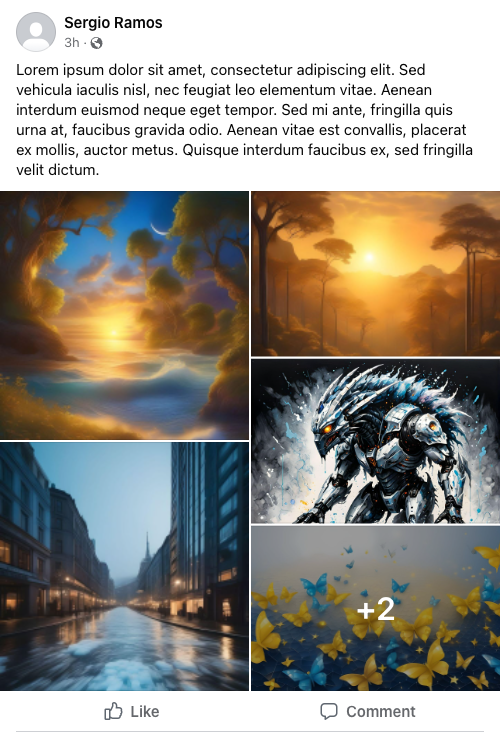 Sergio Ramos
3h ·
Lorem ipsum dolor sit amet, consectetur adipiscing elit. Sed
vehicula iaculis nisl, nec feugiat leo elementum vitae. Aenean
interdum euismod neque eget tempor. Sed mi ante, fringilla quis
urna at, faucibus gravida odio. Aenean vitae est convallis, placerat
ex mollis, auctor metus. Quisque interdum faucibus ex, sed fringilla
velit dictum.
+2
Like
Comment